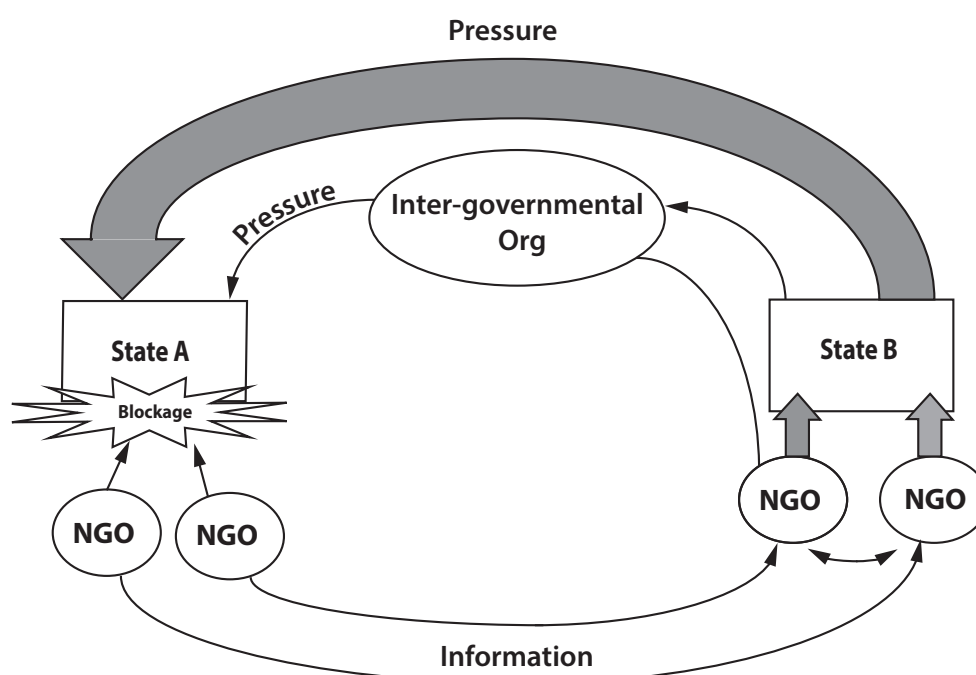 Pressure
Pressure
Inter-governmental
Org
State A
State B
Blockage
NGO
NGO
NGO
NGO
Information